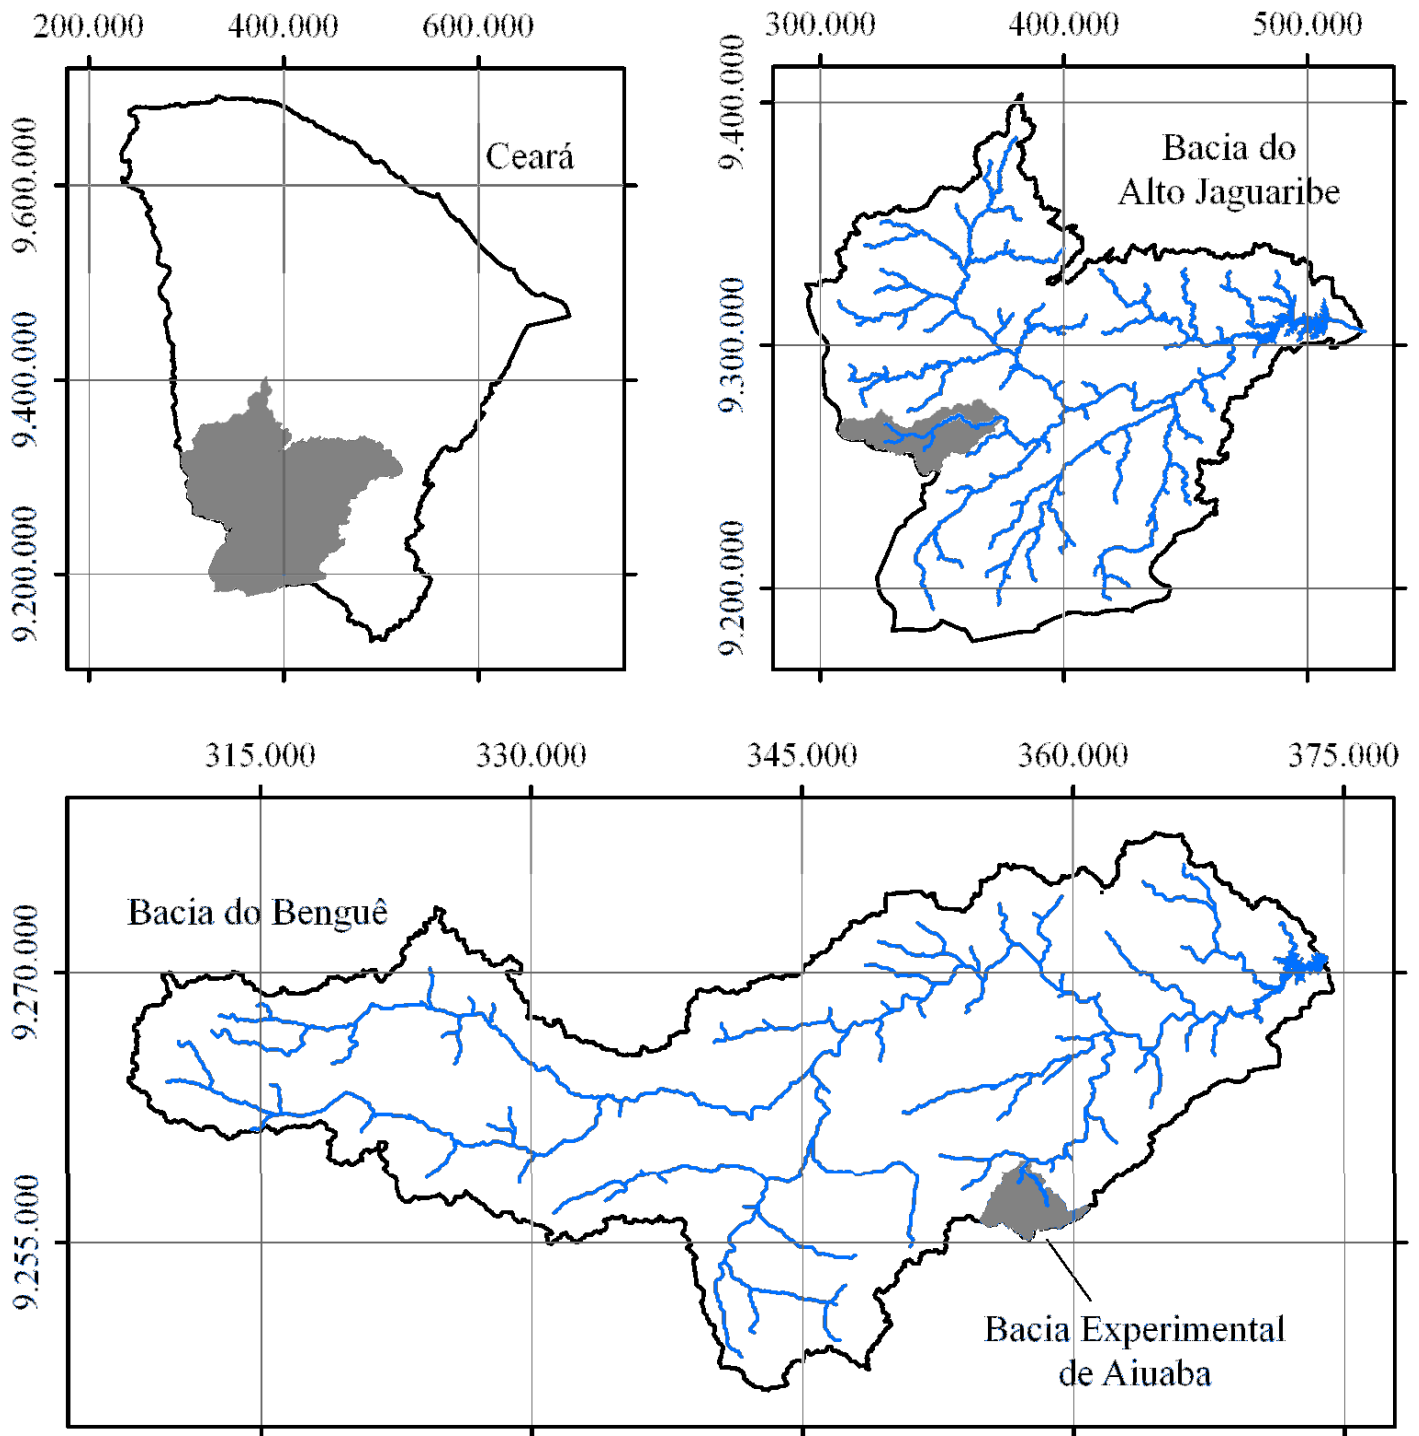 200.000 400.000 600.000
9.600.000
9.400.000
9.200.000
Ceará
300.000 400.000 500.000
9.400.000
9.300.000
9.200.000
Bacia do
Alto Jaguaribe
315.000 330.000 345.000 360.000 375.000
9.270.000
9.255.000
Bacia do Benguê
Bacia Experimental
de Aiuaba